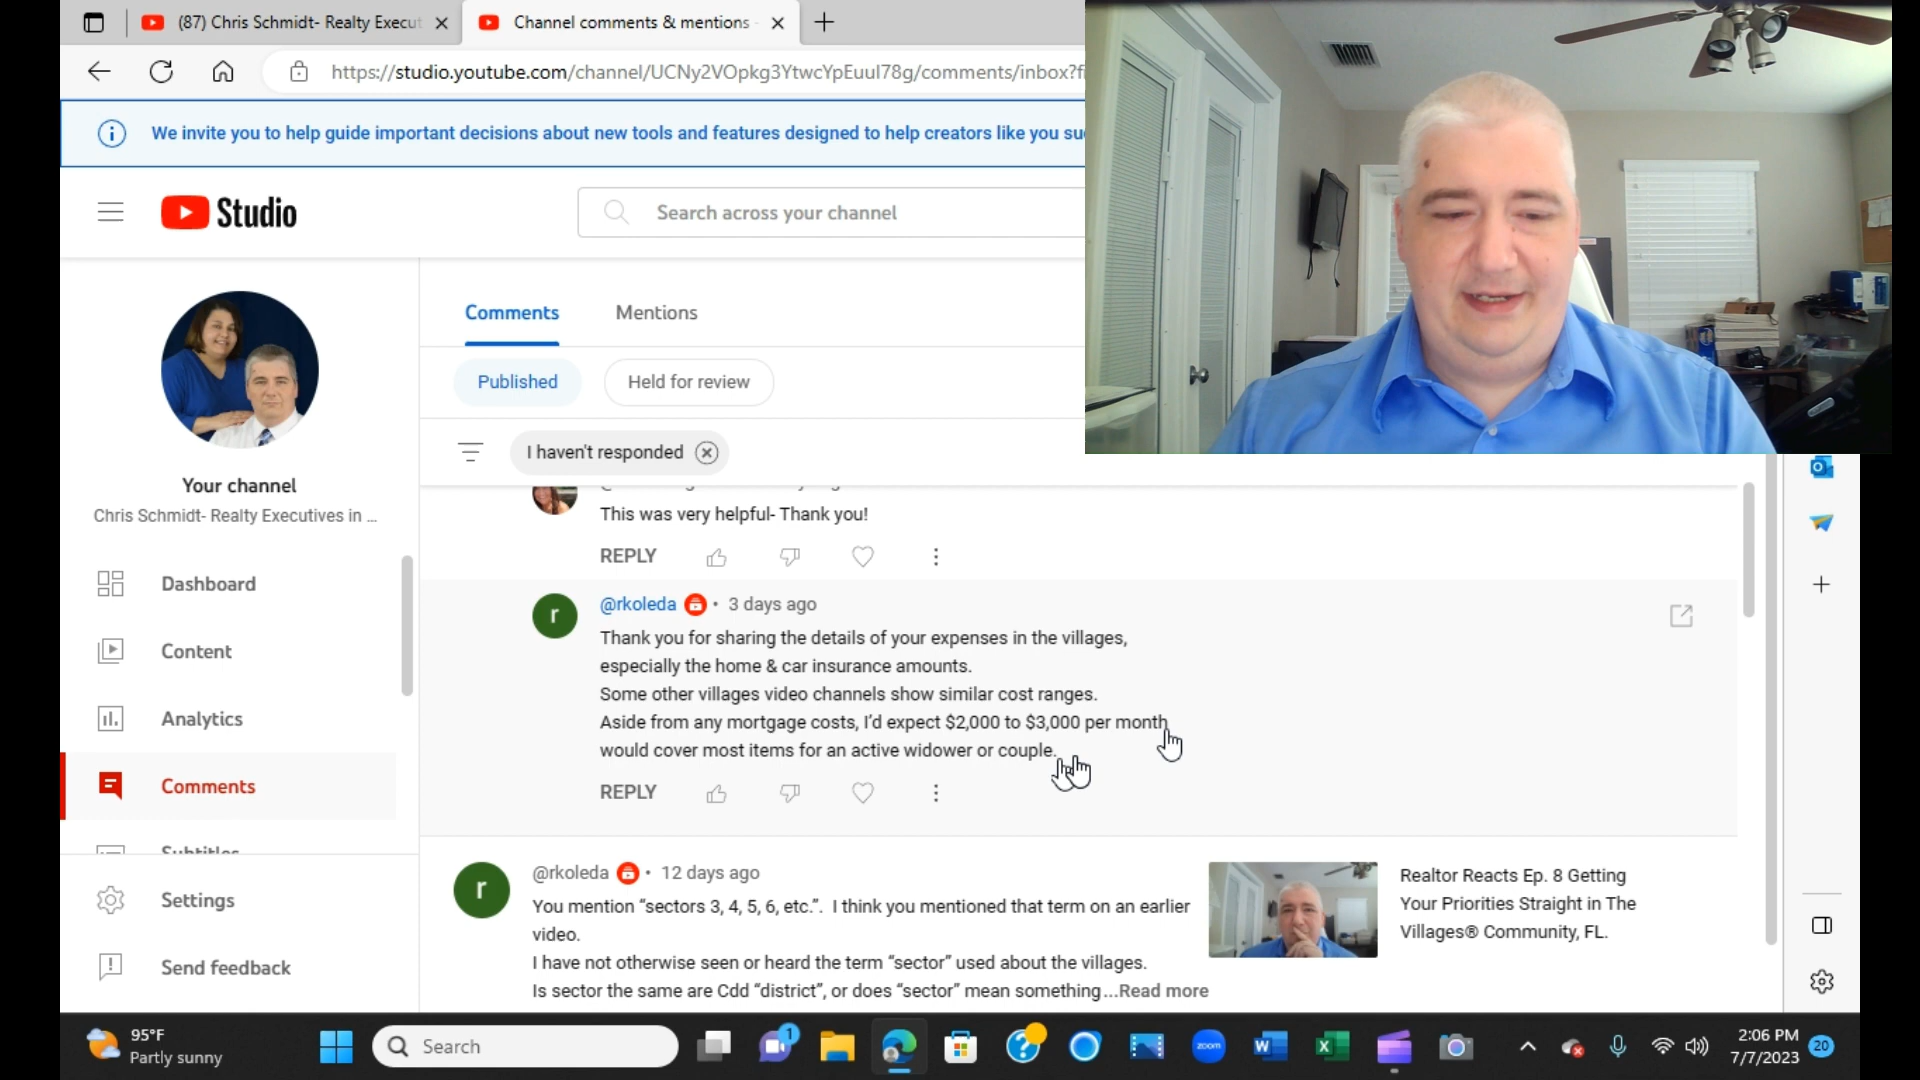 (87) Chris Schmidt- Realty Execut
Channel comments & mentions
https://studio.youtube.com/channel/UCNy2VOpkg3YtwcYpEuuI78g/comments/inbox?fi
We invite you to help guide important decisions about new tools and features designed to help creators like you su
Studio
Search across your channel
Your channel
Chris Schmidt- Realty Executives in ...
Dashboard
Content
Analytics
Comments
Subtitles
Settings
Send feedback
Comments
Mentions
Published
Held for review
I haven't responded
This was very helpful- Thank you!
REPLY
r
@rkoleda • 3 days ago
Thank you for sharing the details of your expenses in the villages,
especially the home & car insurance amounts.
Some other villages video channels show similar cost ranges.
Aside from any mortgage costs, I'd expect $2,000 to $3,000 per month
would cover most items for an active widower or couple.
REPLY
r
@rkoleda • 12 days ago
You mention “sectors 3, 4, 5, 6, etc.”. I think you mentioned that term on an earlier
video.
I have not otherwise seen or heard the term “sector” used about the villages.
Is sector the same are Cdd “district”, or does “sector” mean something ...Read more
Realtor Reacts Ep. 8 Getting
Your Priorities Straight in The
Villages® Community, FL.
95°F
Partly sunny
Search
1
zoom
2:06 PM
7/7/2023
20